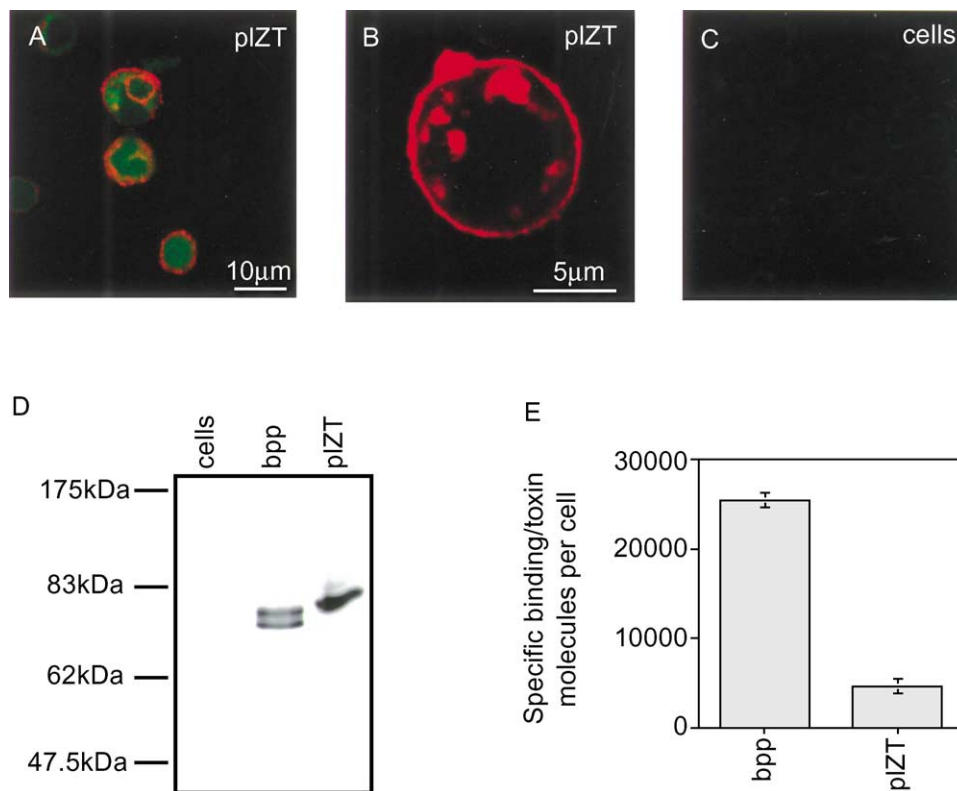 A
pIZT
10μm
B
pIZT
5μm
C
cells
D
cells
bpp
pIZT
175kDa
83kDa
62kDa
47.5kDa
E
Specific binding/toxin
molecules per cell
30000
20000
10000
0
bpp
pIZT